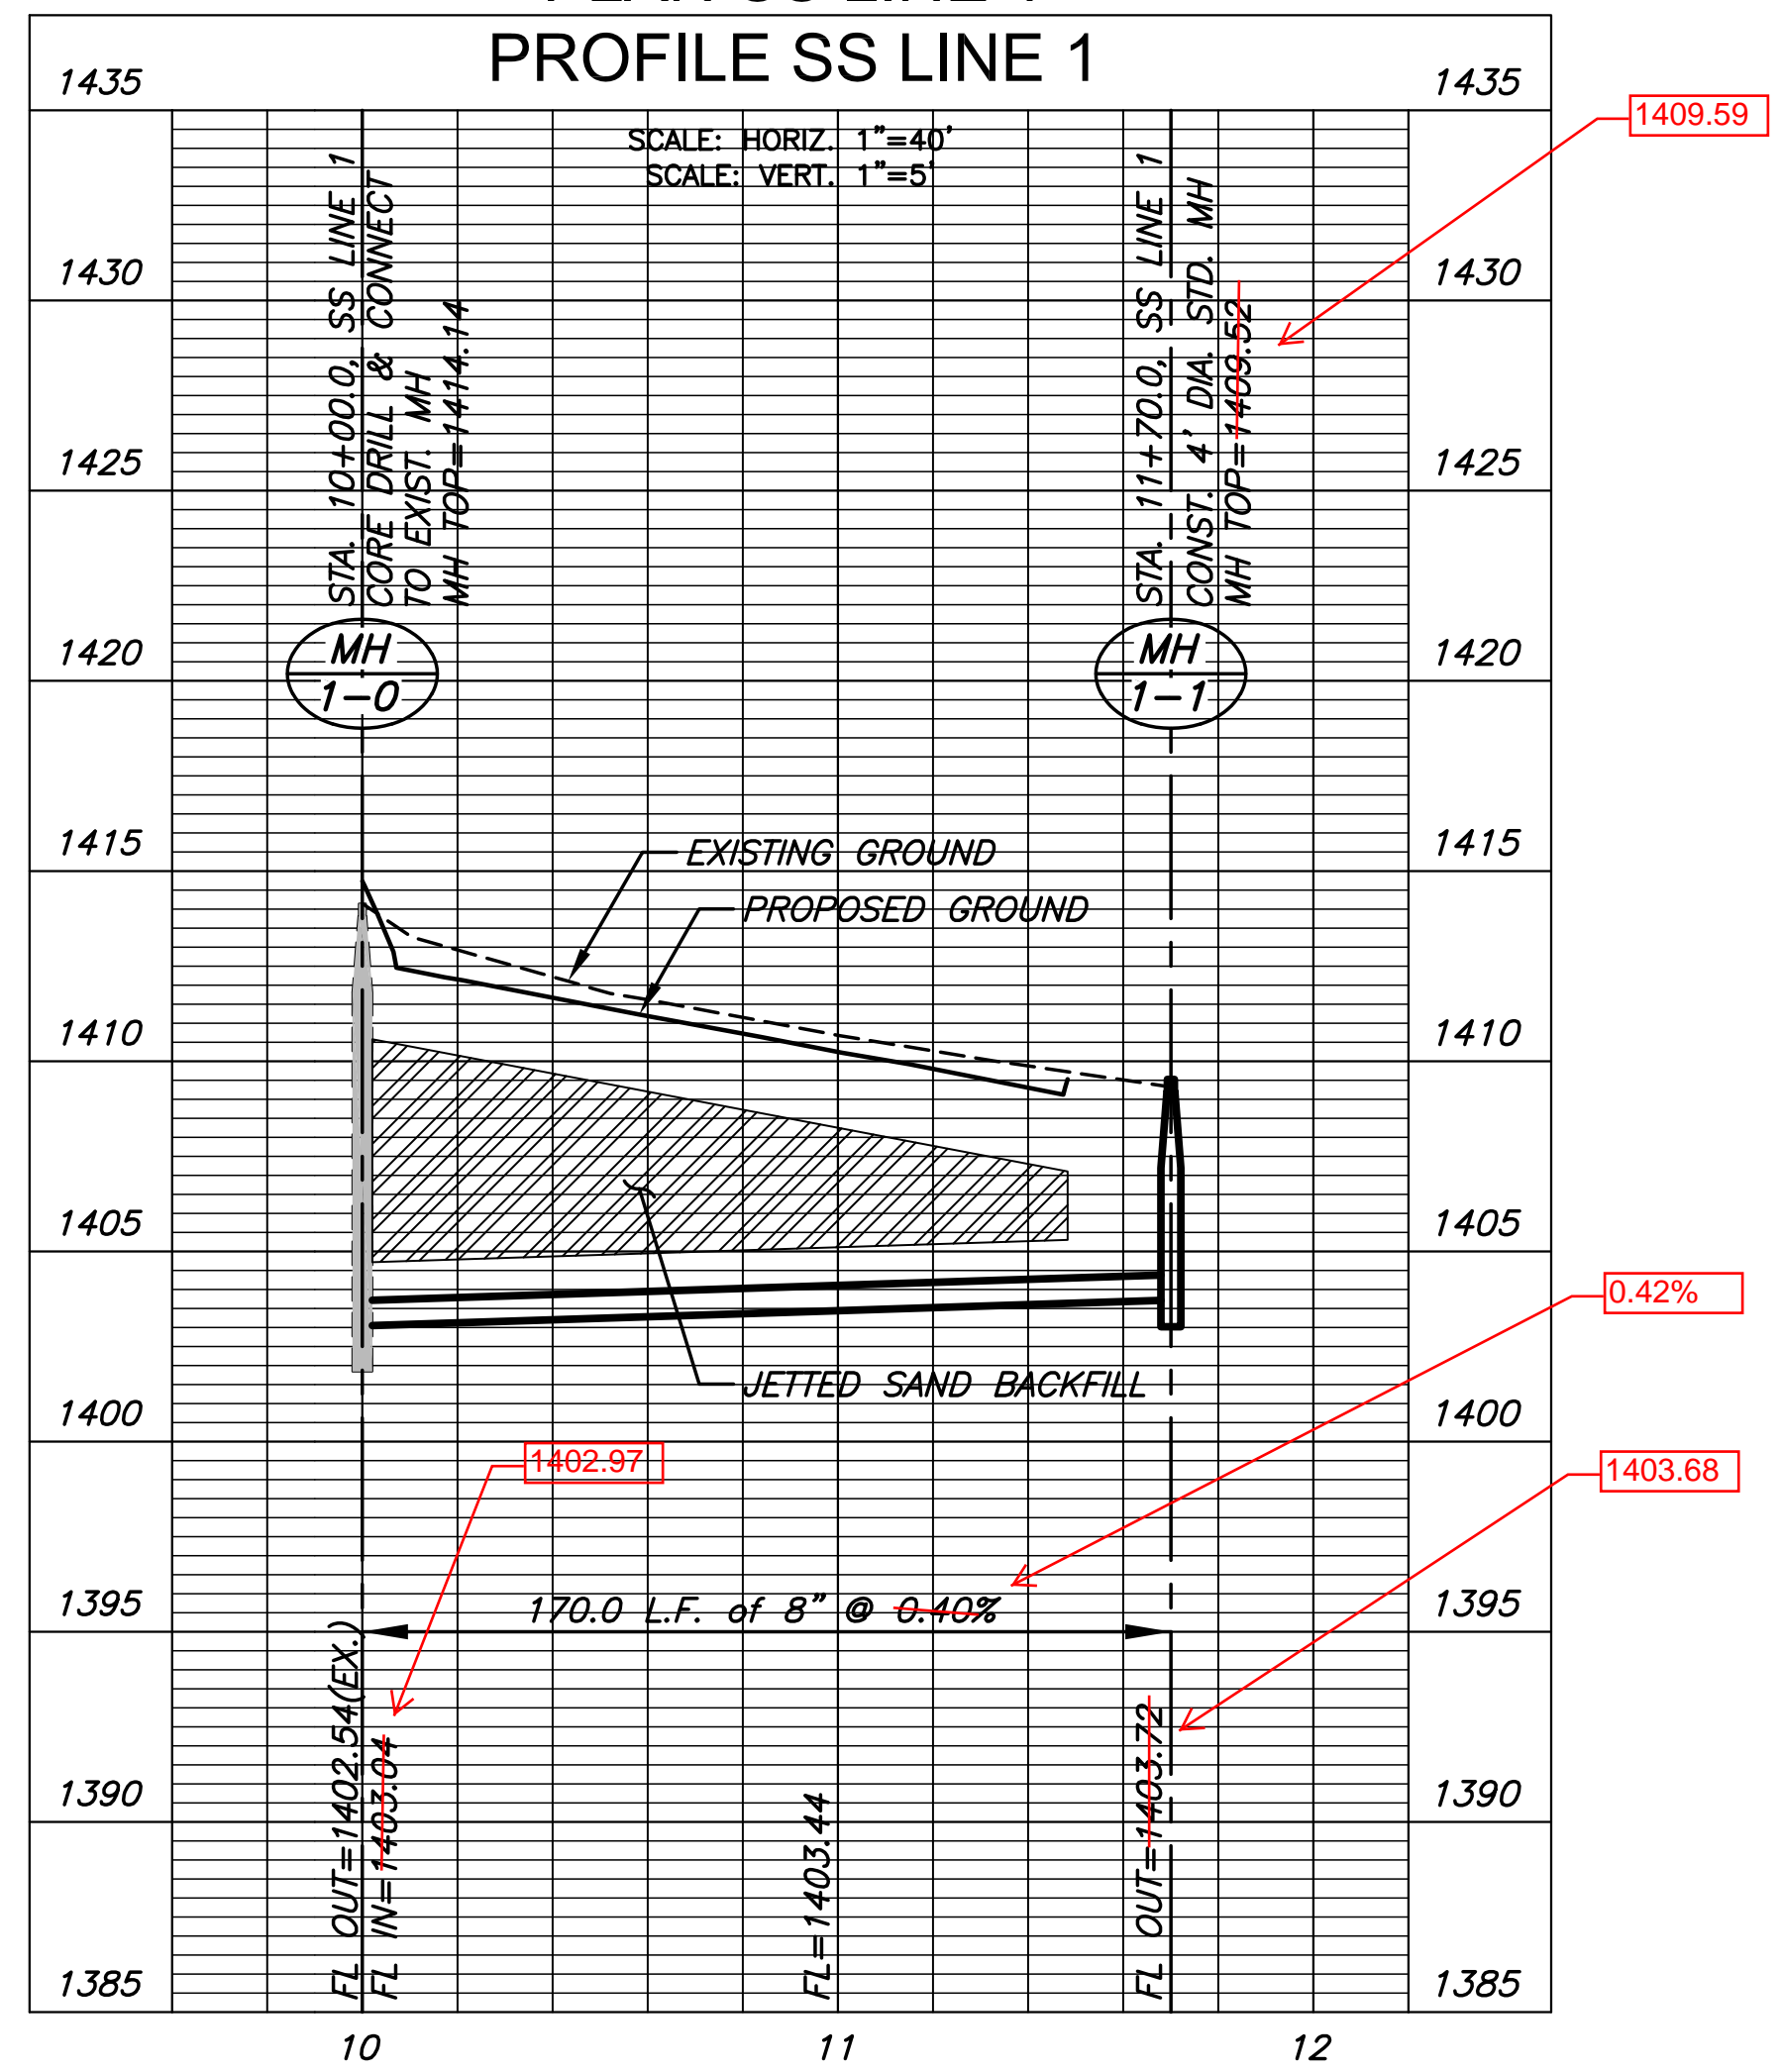 PROFILE SS LINE 1
1435
1435
SCALE: HORIZ. 1"=40'
SCALE: VERT. 1"=5'
1409.59
STA. 10+00.0, SS LINE 1
CORE DRILL & CONNECT
TO EXIST. MH
MH TOP=1414.14
STA. 11+70.0, SS LINE 1
CONST. 4' DIA. STD. MH
MH TOP=1409.52
1430
1430
1425
1425
1420
1420
MH
1-0
MH
1-1
1415
1415
EXISTING GROUND
PROPOSED GROUND
1410
1410
1405
1405
0.42%
JETTED SAND BACKFILL
1400
1400
1402.97
1403.68
1395
1395
170.0 L.F. of 8" @ 0.40%
FL OUT=1402.54(EX.)
FL IN=1403.04
FL=1403.44
FL OUT=1403.72
1390
1390
1385
1385
10
11
12